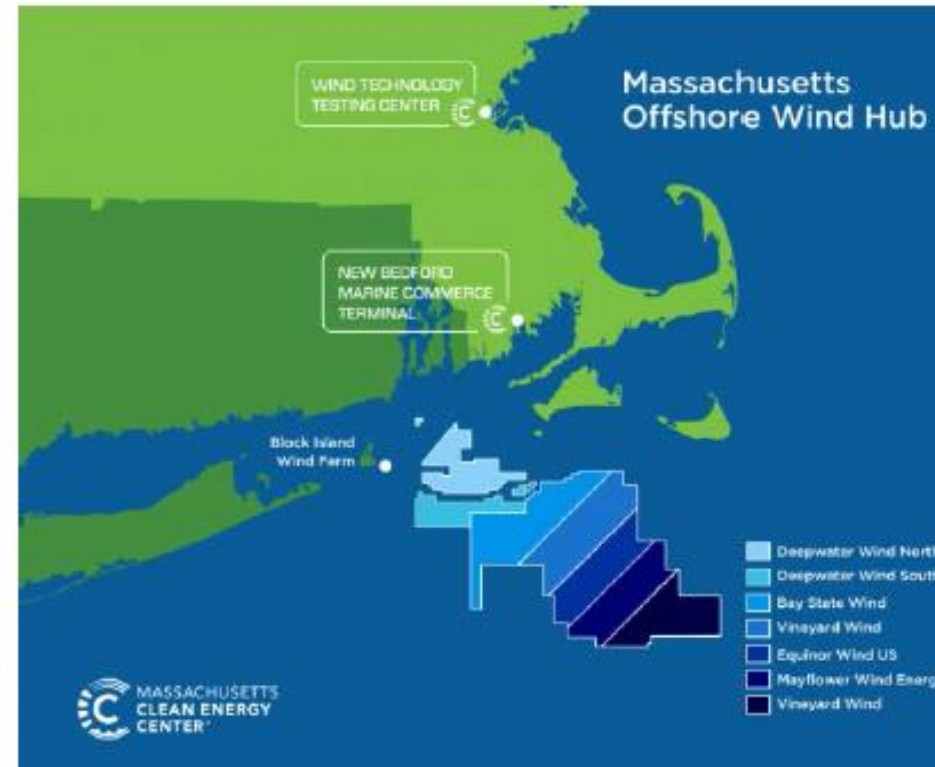 WIND TECHNOLOGY
TESTING CENTER
Massachusetts
Offshore Wind Hub
NEW BEDFORD
MARINE COMMERCE
TERMINAL
Block Island
Wind Farm
Deepwater Wind North
Deepwater Wind South
Bay State Wind
Vineyard Wind
Equinor Wind US
Mayflower Wind Energ
Vineyard Wind
MASSACHUSETTS
CLEAN ENERGY
CENTER